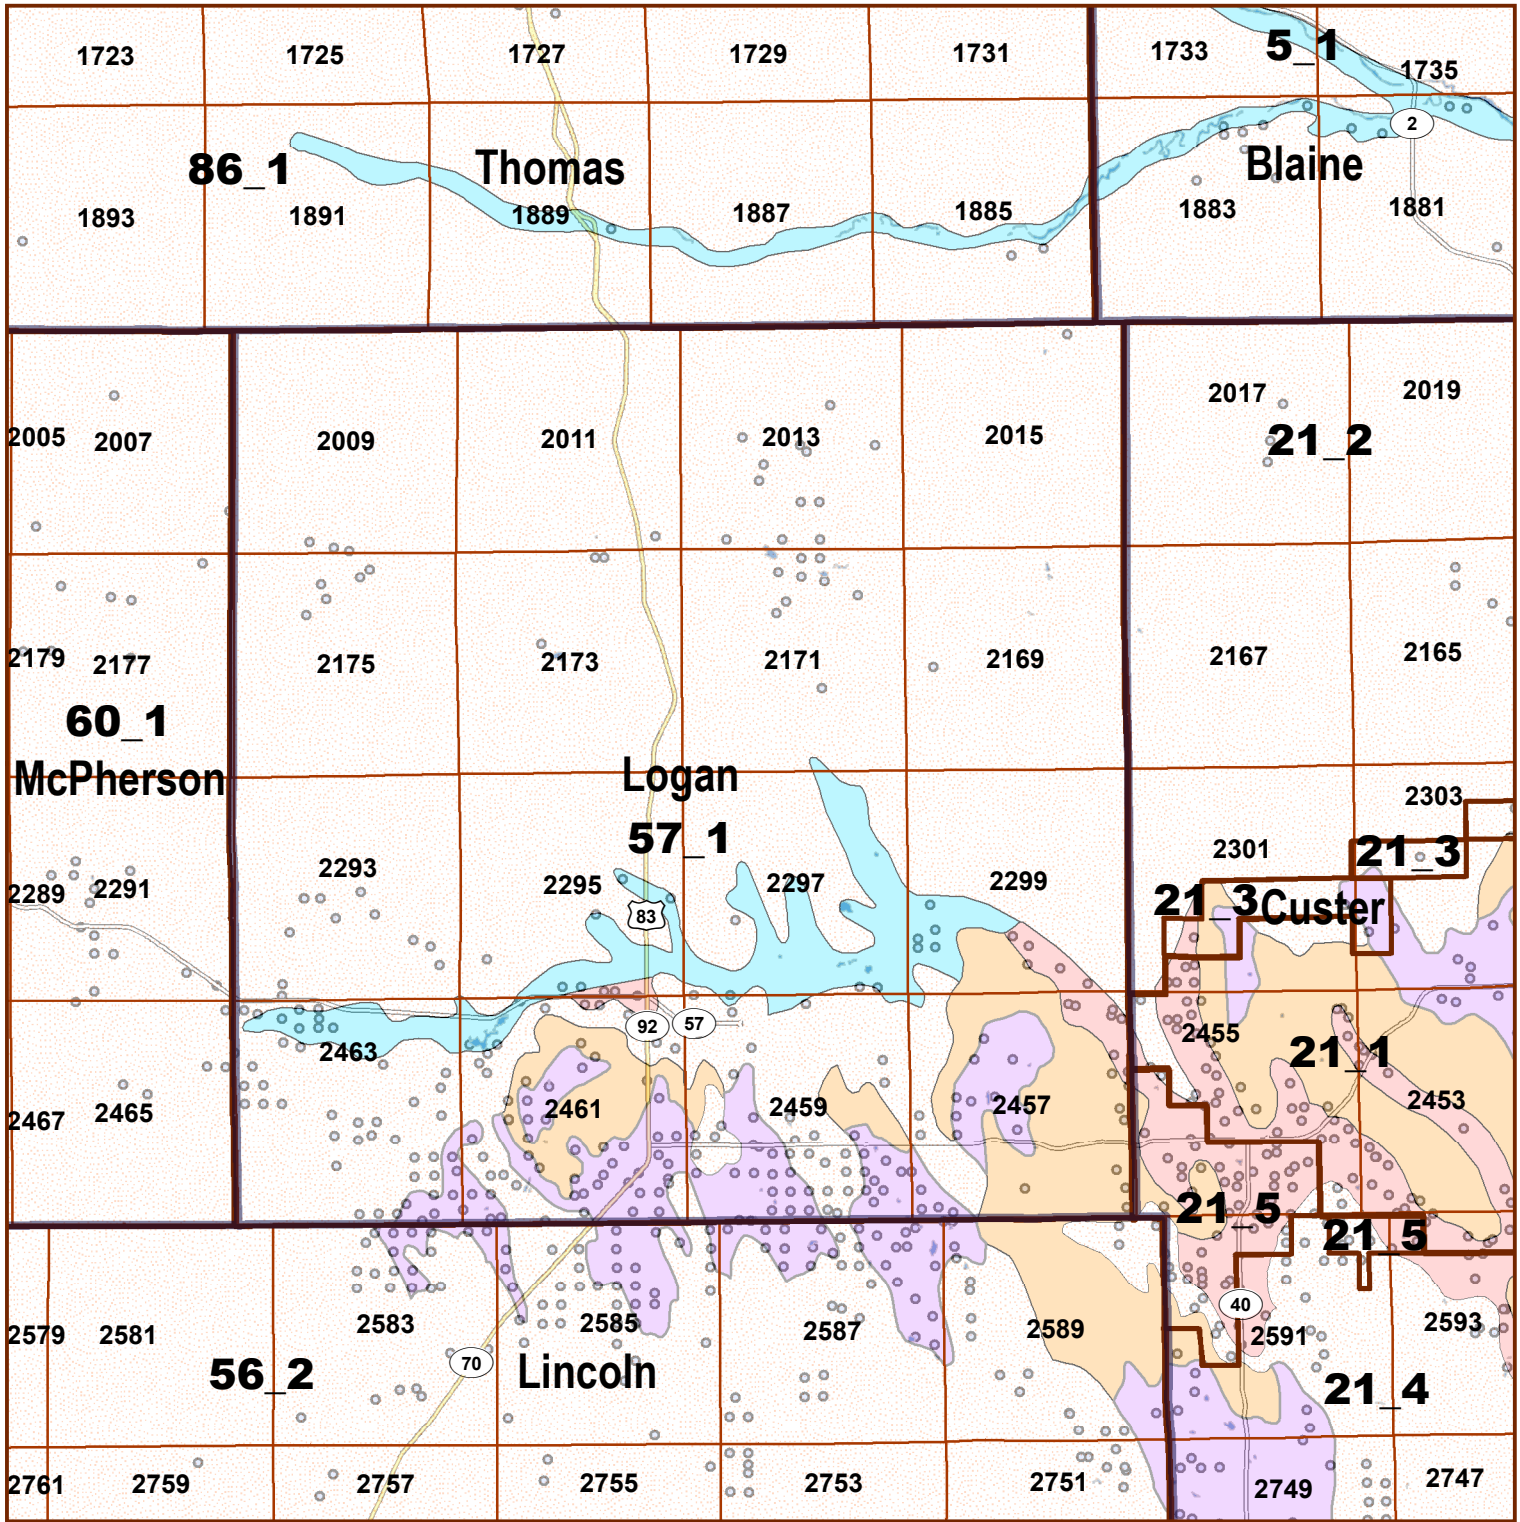 1723 1725 1727 1729 1731 1733 5_1 1735
2
86_1 Thomas Blaine
1893 1891 1889 1887 1885 1883 1881
2017 2019
2005 2007 2009 2011 2013 2015 21_2
2179 2177 2175 2173 2171 2169 2167 2165
60_1
McPherson Logan
2303
57_1 2301 21_3
2289 2291 2293 2295 2297 2299
83 21_3 Custer
92 57 2455
2463 21_1
2467 2465 2461 2459 2457 2453
21_5 21_5
40
2579 2581 2583 2585 2587 2589 2591 2593
56_2 70 Lincoln 21_4
2761 2759 2757 2755 2753 2751 2749 2747